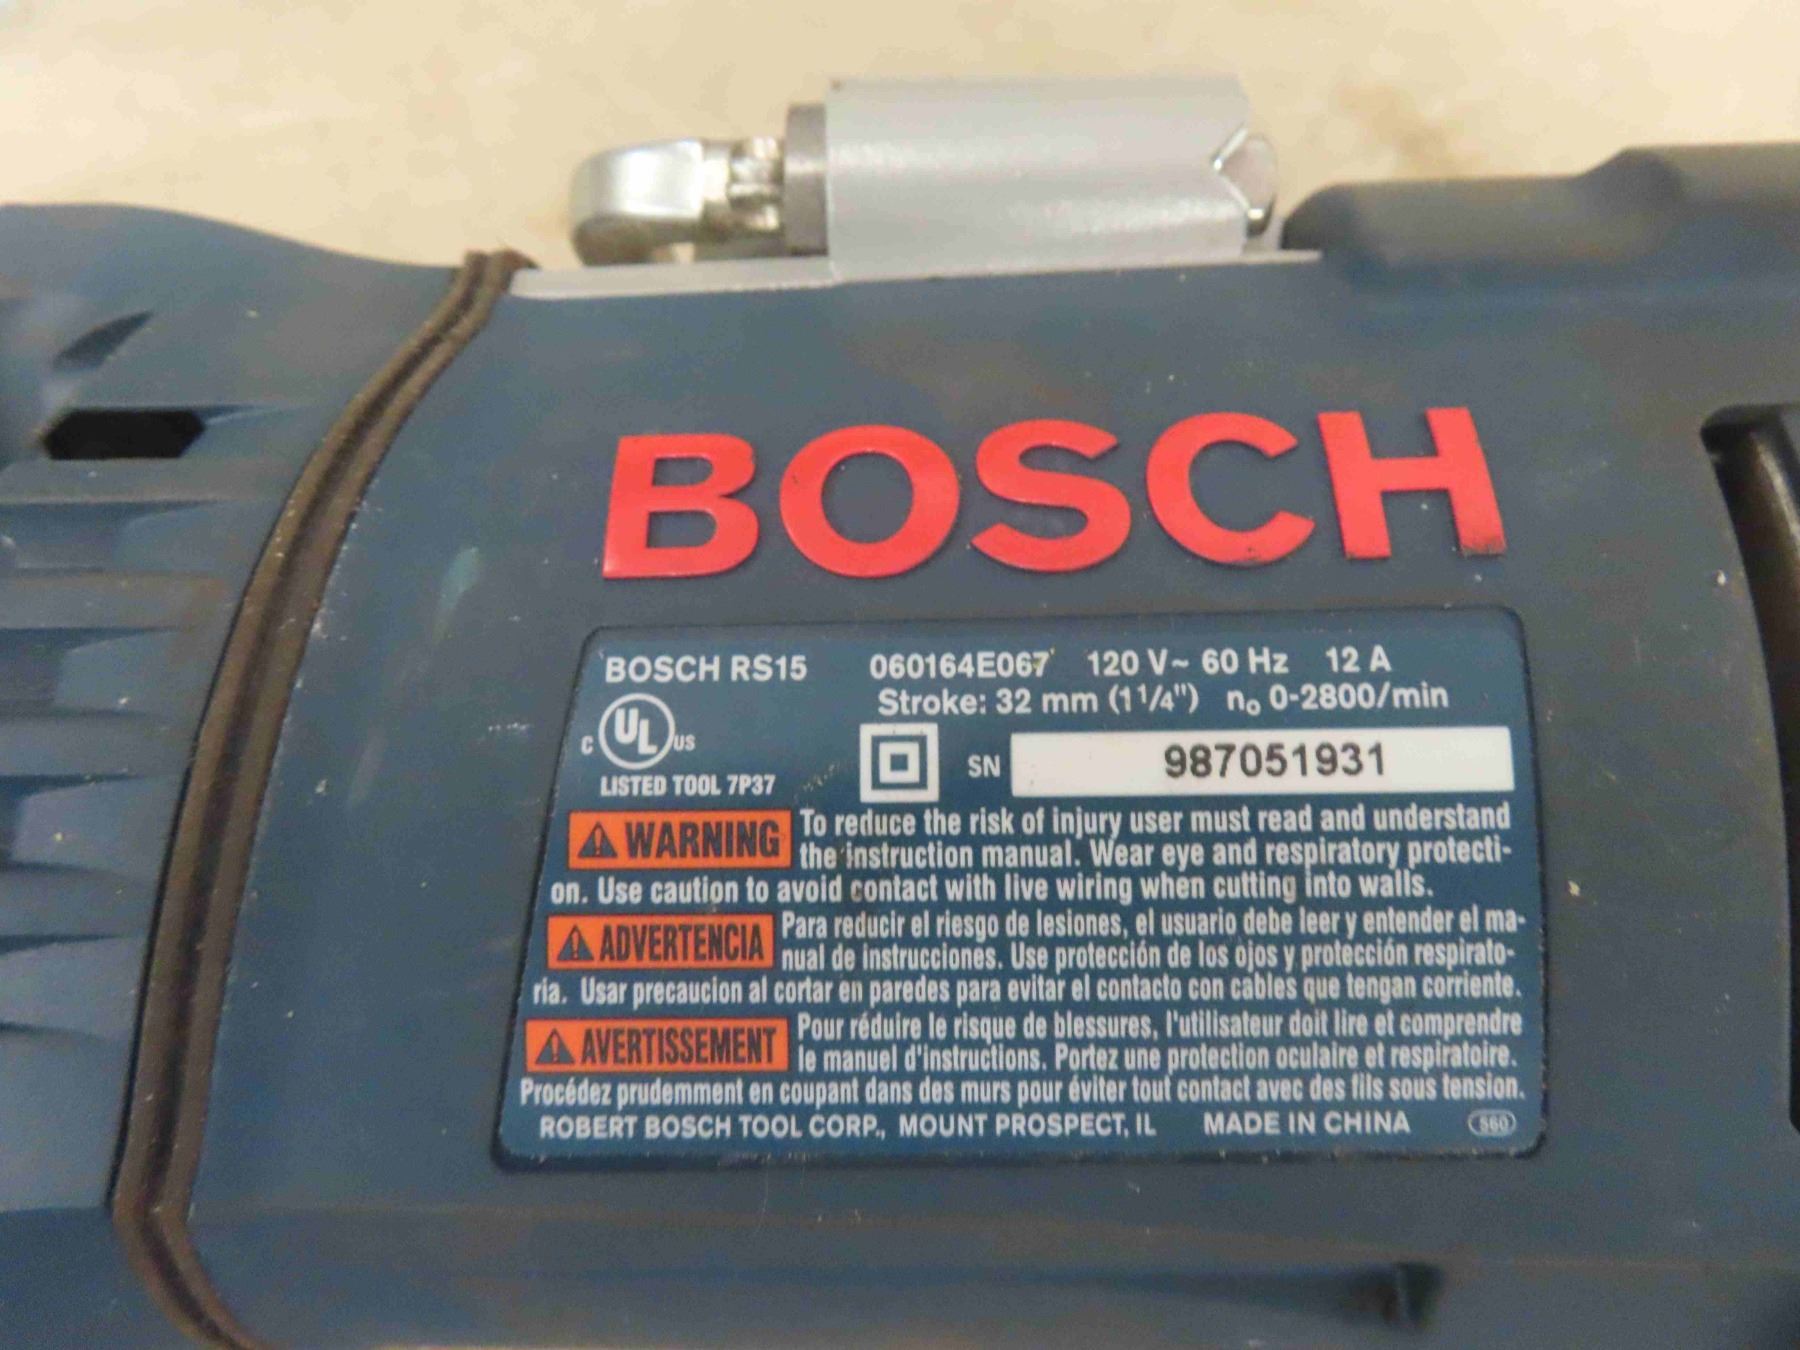 BOSCH
BOSCH RS15 060164E067 120 V~ 60 Hz 12 A
Stroke: 32 mm (1 1/4") n₀ 0-2800/min
C UL US
LISTED TOOL 7P37
SN 987051931
WARNING To reduce the risk of injury user must read and understand
the instruction manual. Wear eye and respiratory protecti-
on. Use caution to avoid contact with live wiring when cutting into walls.
ADVERTENCIA Para reducir el riesgo de lesiones, el usuario debe leer y entender el ma-
nual de instrucciones. Use protección de los ojos y protección respirato-
ria. Usar precaucion al cortar en paredes para evitar el contacto con cables que tengan corriente.
AVERTISSEMENT Pour réduire le risque de blessures, l'utilisateur doit lire et comprendre
le manuel d'instructions. Portez une protection oculaire et respiratoire.
Procédez prudemment en coupant dans des murs pour éviter tout contact avec des fils sous tension.
ROBERT BOSCH TOOL CORP., MOUNT PROSPECT, IL MADE IN CHINA S60